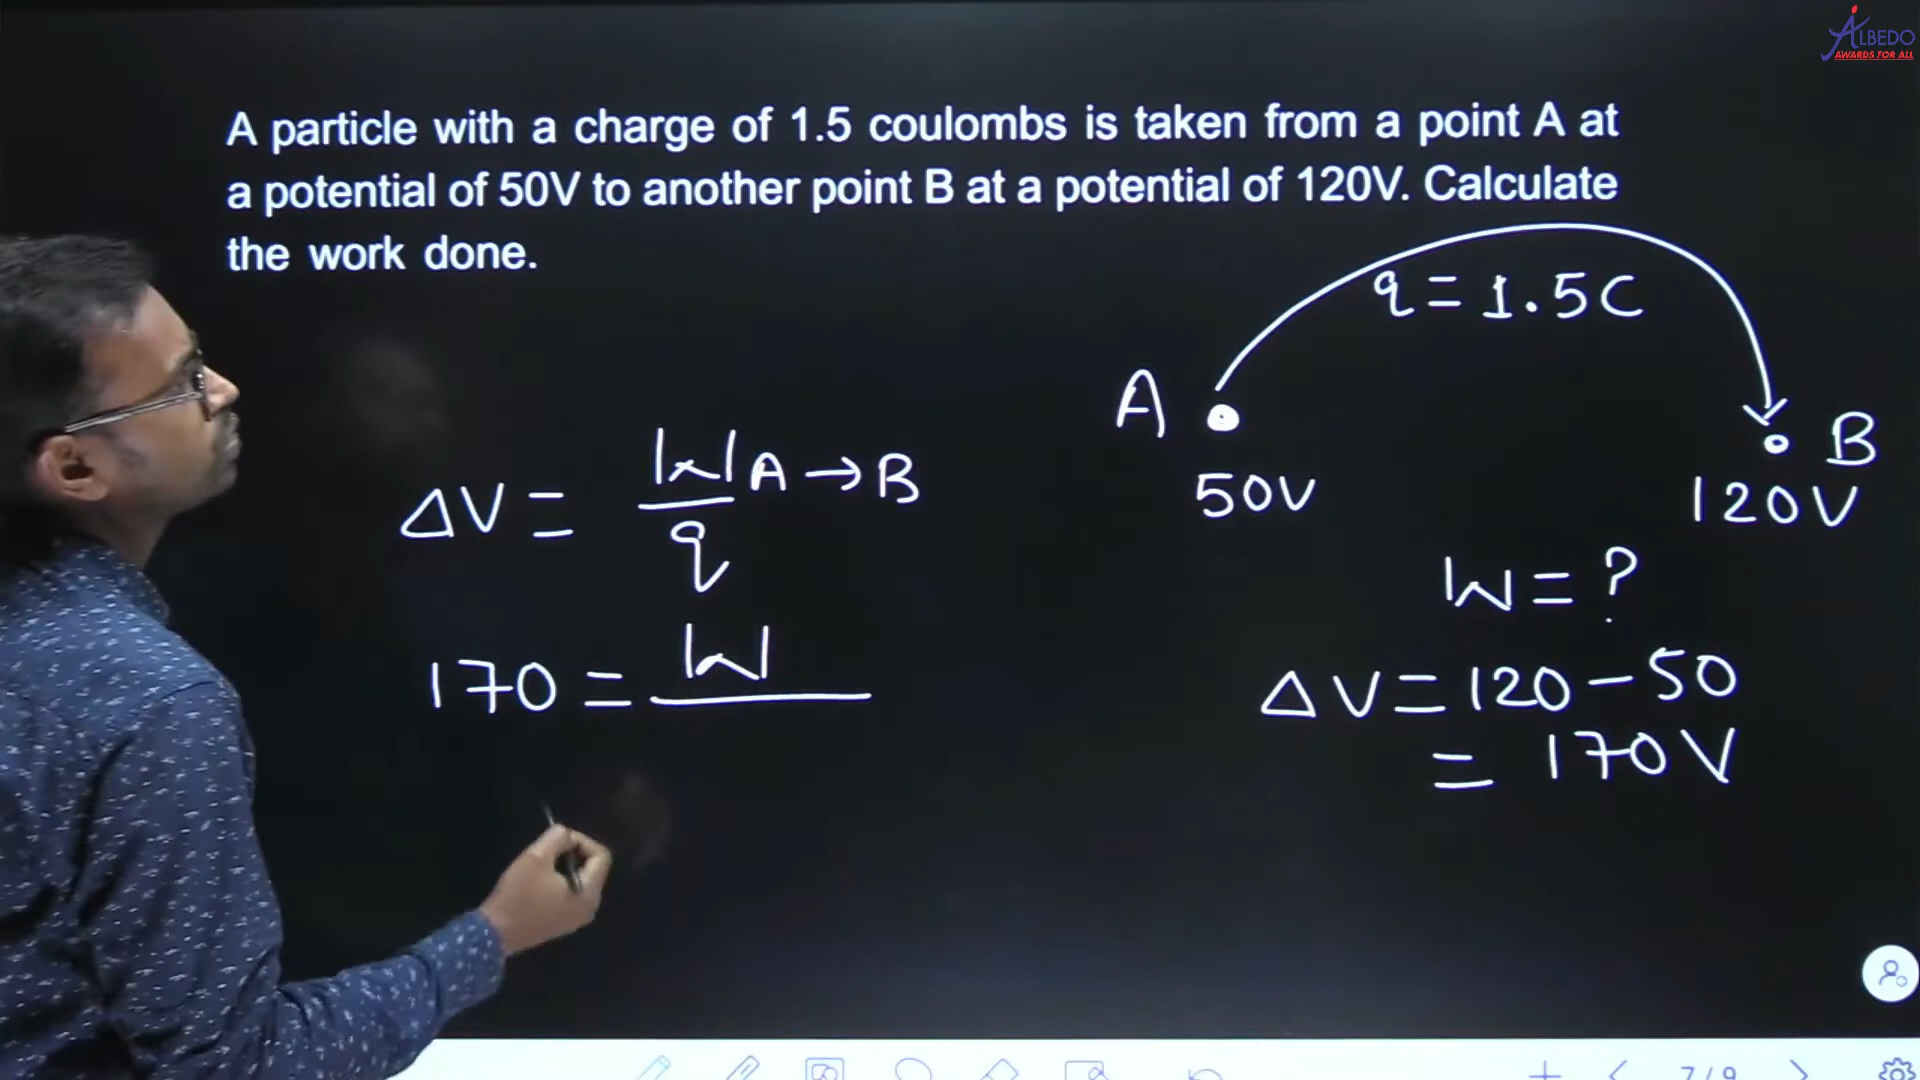 ALBEDO
AWARDS FOR ALL
A particle with a charge of 1.5 coulombs is taken from a point A at
a potential of 50V to another point B at a potential of 120V. Calculate
the work done.
q = 1.5C
A
B
50V
120V
ΔV = W A → B
q
W = ?
170 = W
ΔV = 120 - 50
= 170V
7/9